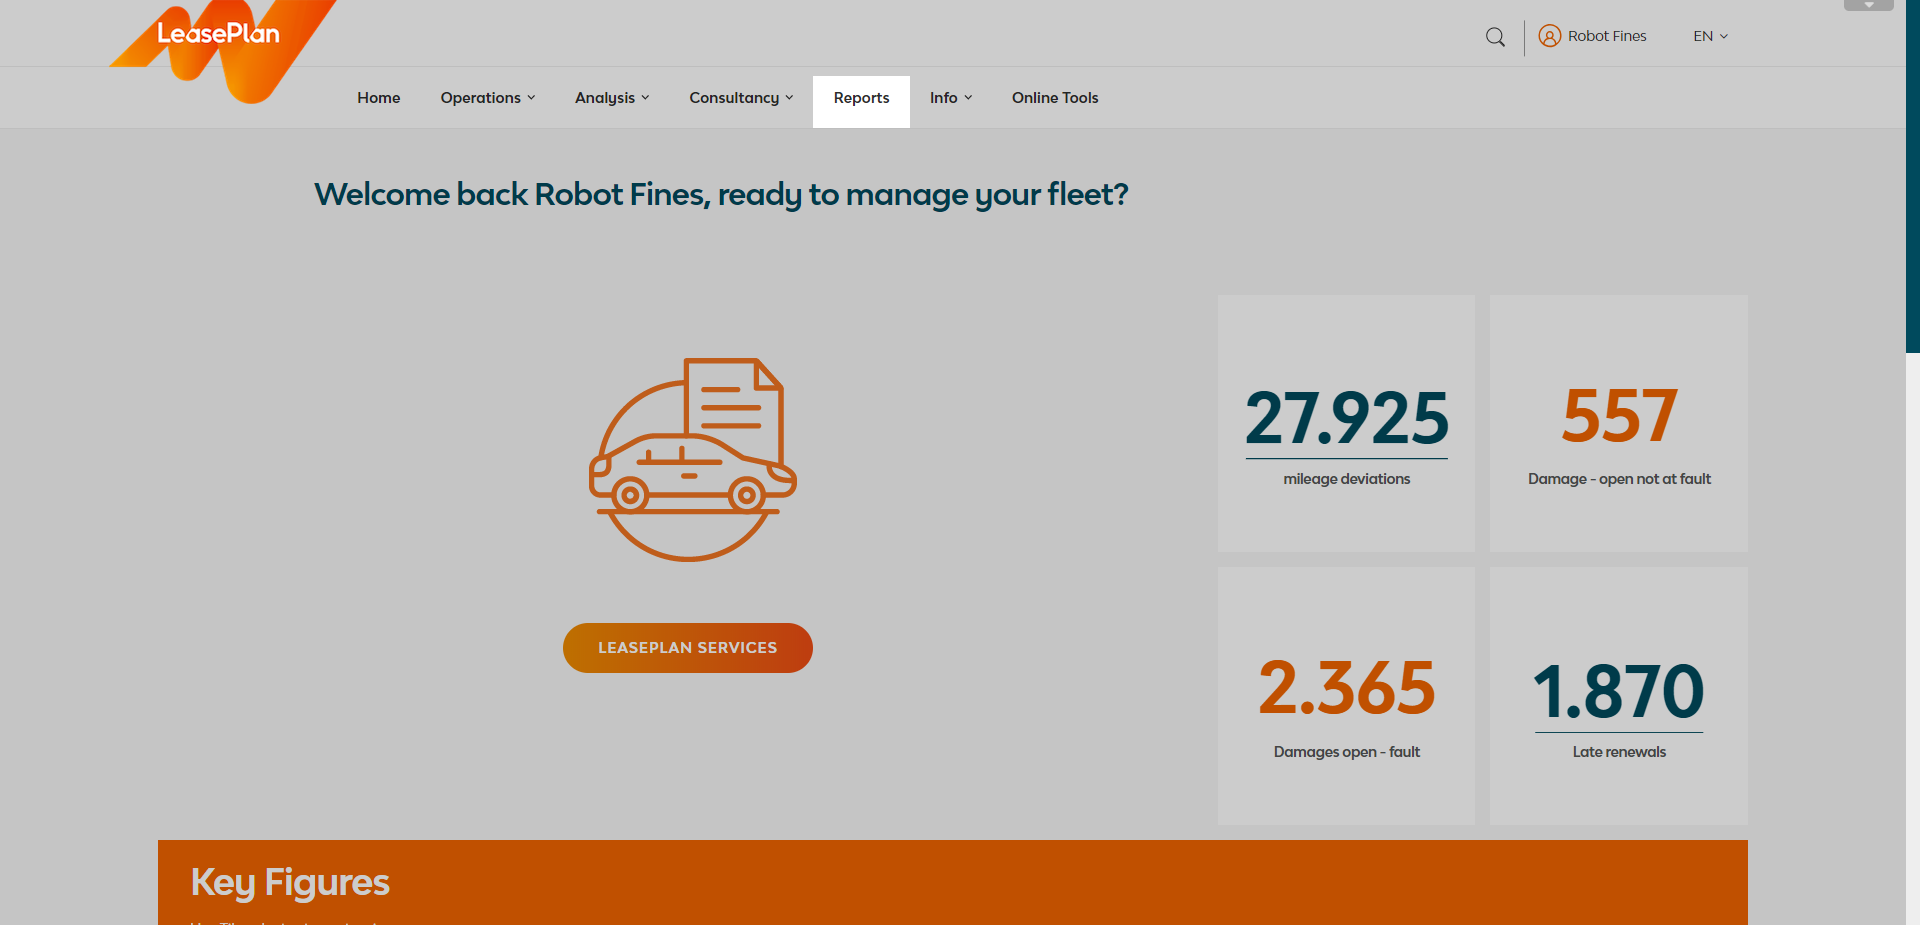 LeasePlan
Robot Fines
EN
Home
Operations
Analysis
Consultancy
Reports
Info
Online Tools
Welcome back Robot Fines, ready to manage your fleet?
27.925
mileage deviations
557
Damage - open not at fault
LEASEPLAN SERVICES
2.365
Damages open - fault
1.870
Late renewals
Key Figures